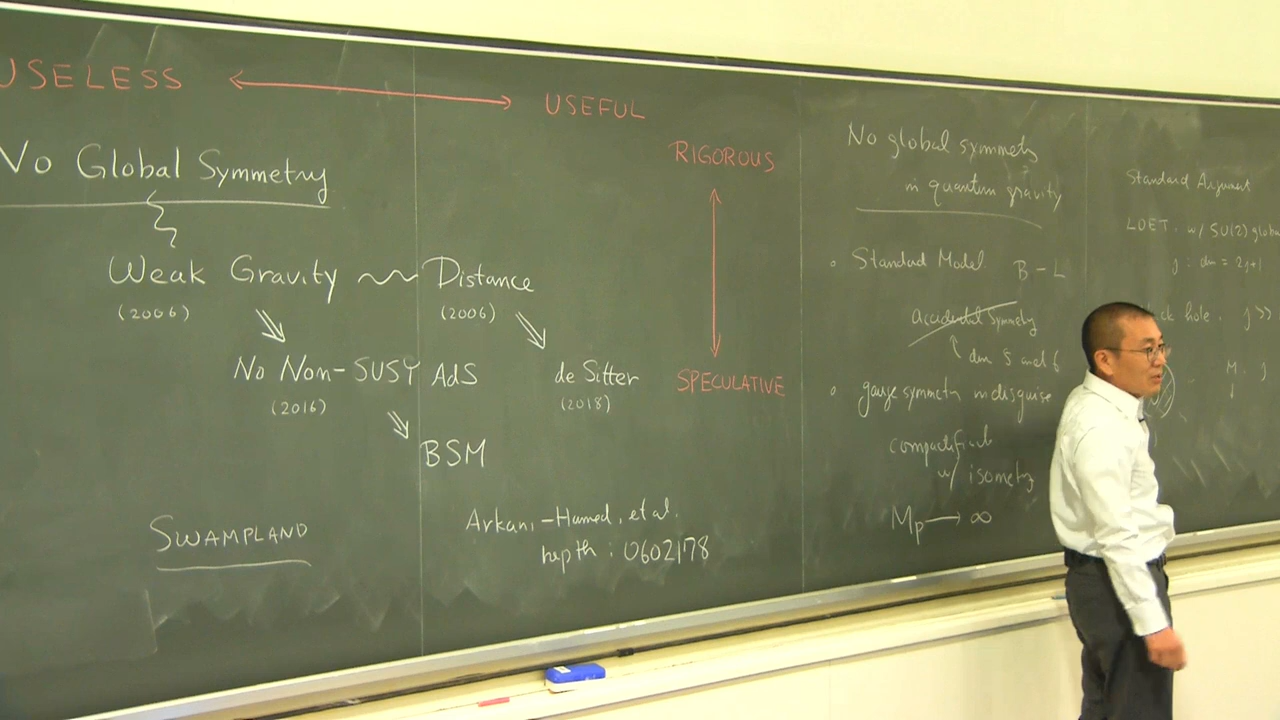 USELESS ⟷ USEFUL
No Global Symmetry
Weak Gravity ~ Distance
(2006) (2006)
No Non-SUSY AdS de Sitter
(2016) (2018)
BSM
SWAMPLAND
Arkani-Hamed, et al.
hep th : 0602178
RIGOROUS
SPECULATIVE
No global symmetry
in quantum gravity
Standard Model B-L
accidental symmetry
dim 5 and 6
gauge symmetry in disguise
w/ isometry
Mp → ∞
Standard Argument
w/ SU(2) global
j : dim = 2j+1
hole. j >>
M. j